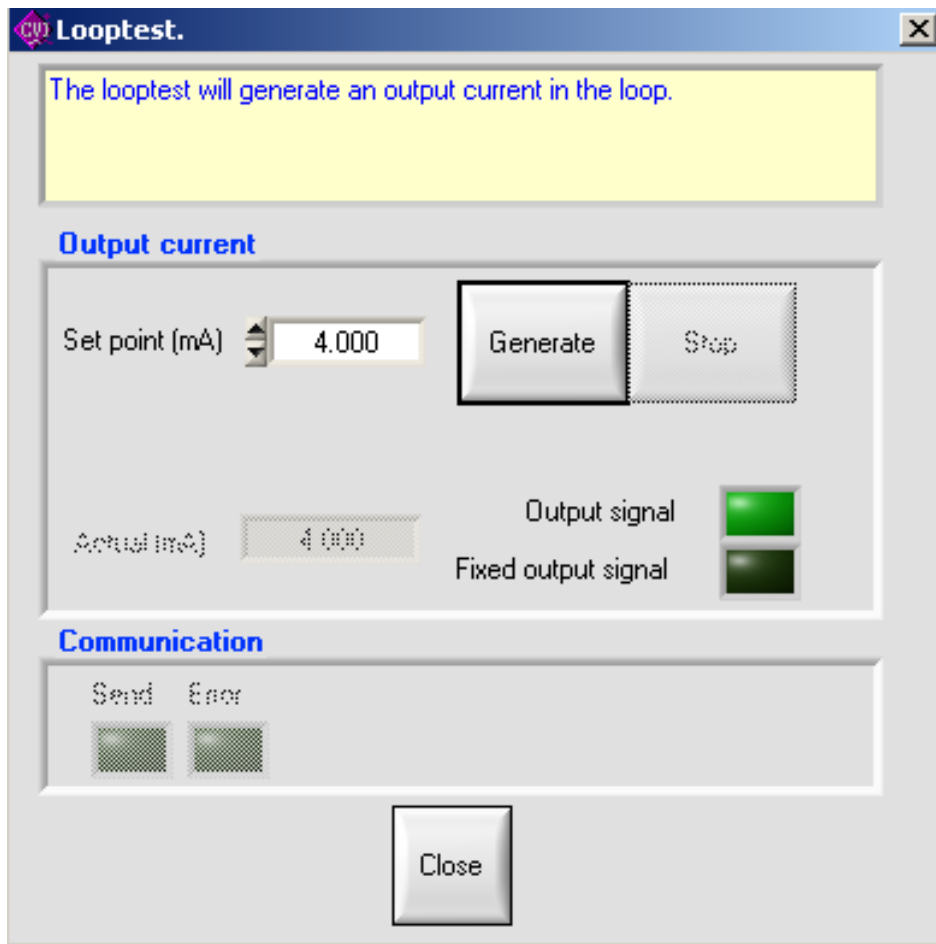 CVI Looptest.
The looptest will generate an output current in the loop.
Output current
Set point (mA) 4.000 Generate Stop
Output signal
Actual (mA) 4.000
Fixed output signal
Communication
Send Error
Close